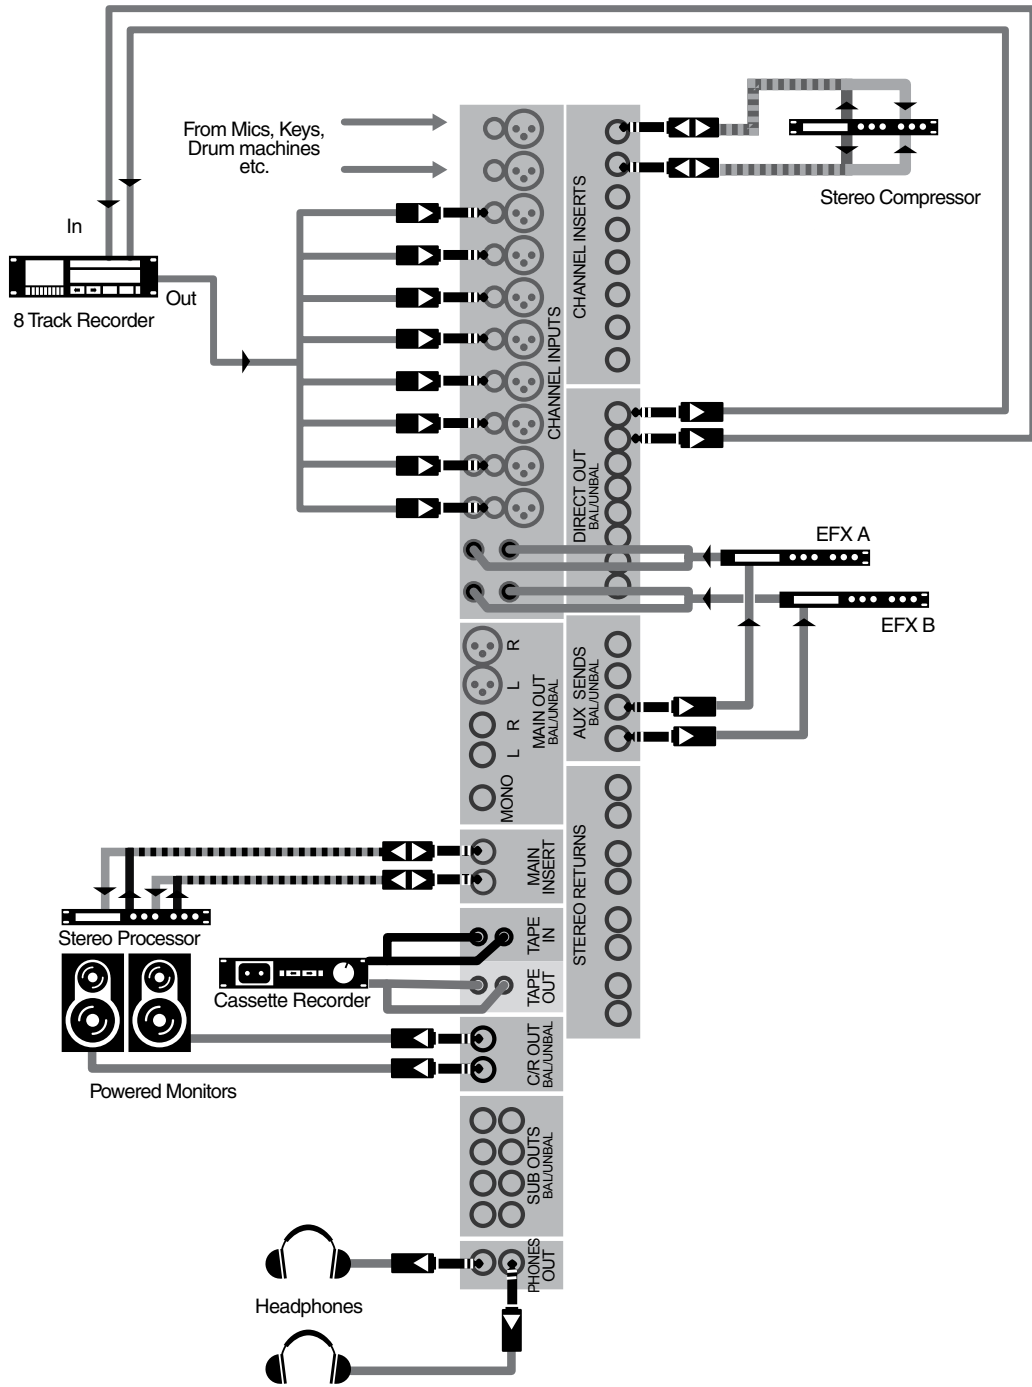 From Mics, Keys,
Drum machines
etc.
In
Out
8 Track Recorder
CHANNEL INPUTS
CHANNEL INSERTS
Stereo Compressor
DIRECT OUT
BAL/UNBAL
EFX A
EFX B
R
L
R
L
MONO
MAIN OUT
BAL/UNBAL
AUX SENDS
BAL/UNBAL
STEREO RETURNS
MAIN
INSERT
Stereo Processor
TAPE
IN
TAPE
OUT
Cassette Recorder
C/R OUT
BAL/UNBAL
Powered Monitors
SUB OUTS
BAL/UNBAL
PHONES
OUT
Headphones